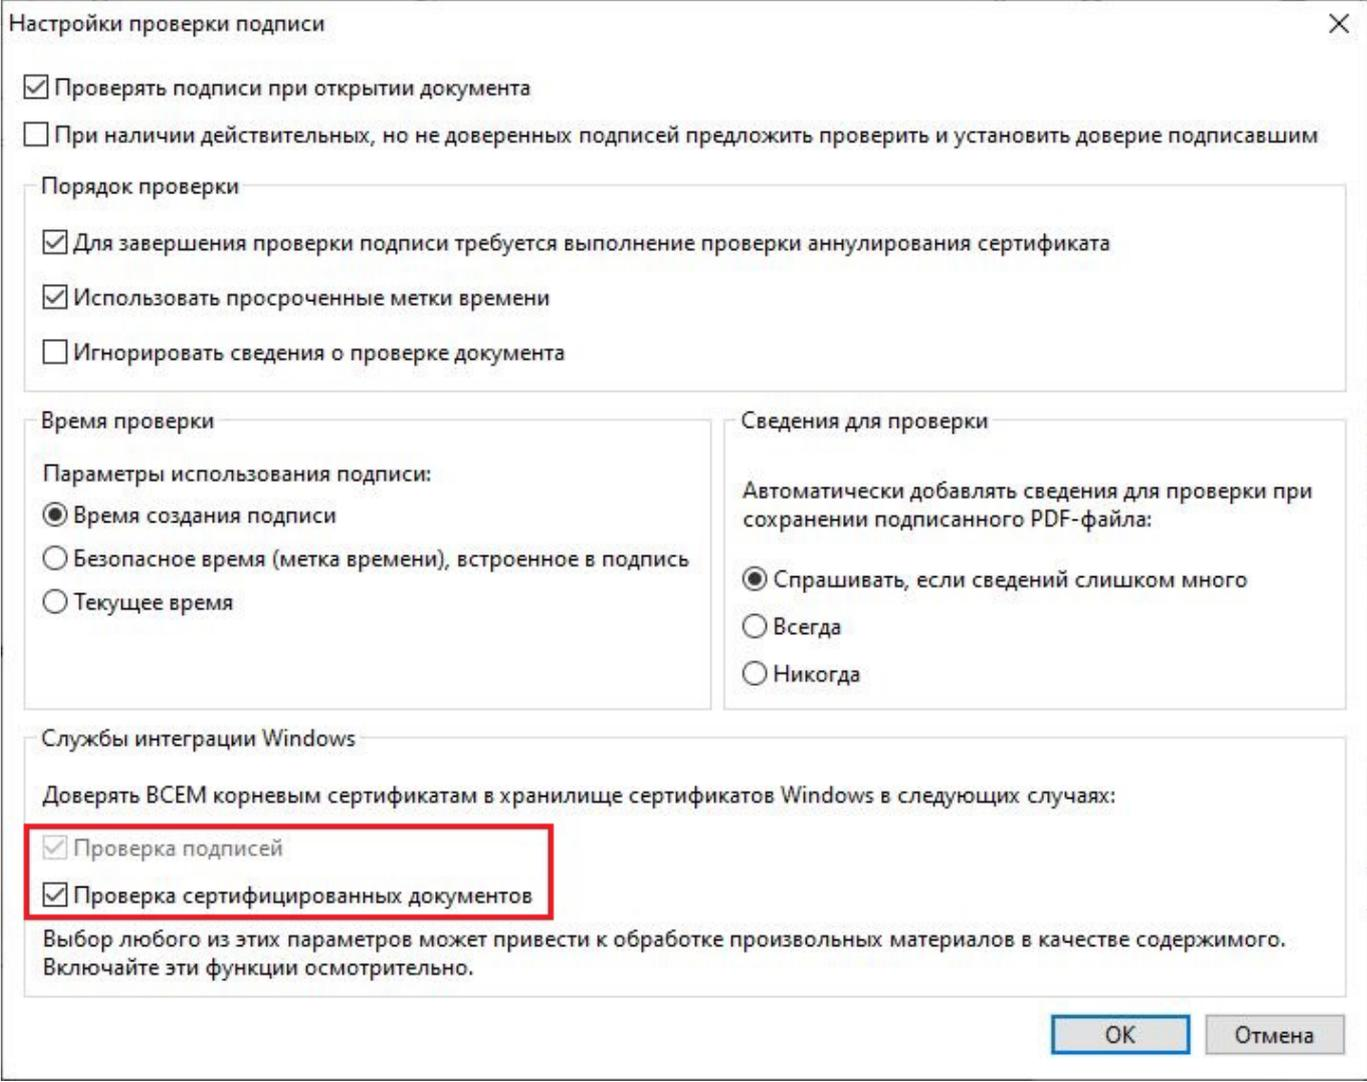 Настройки проверки подписи
Проверять подписи при открытии документа
При наличии действительных, но не доверенных подписей предложить проверить и установить доверие подписавшим
Порядок проверки
Для завершения проверки подписи требуется выполнение проверки аннулирования сертификата
Использовать просроченные метки времени
Игнорировать сведения о проверке документа
Время проверки
Параметры использования подписи:
Время создания подписи
Безопасное время (метка времени), встроенное в подпись
Текущее время
Сведения для проверки
Автоматически добавлять сведения для проверки при
сохранении подписанного PDF-файла:
Спрашивать, если сведений слишком много
Всегда
Никогда
Службы интеграции Windows
Доверять ВСЕМ корневым сертификатам в хранилище сертификатов Windows в следующих случаях:
Проверка подписей
Проверка сертифицированных документов
Выбор любого из этих параметров может привести к обработке произвольных материалов в качестве содержимого.
Включайте эти функции осмотрительно.
OK
Отмена